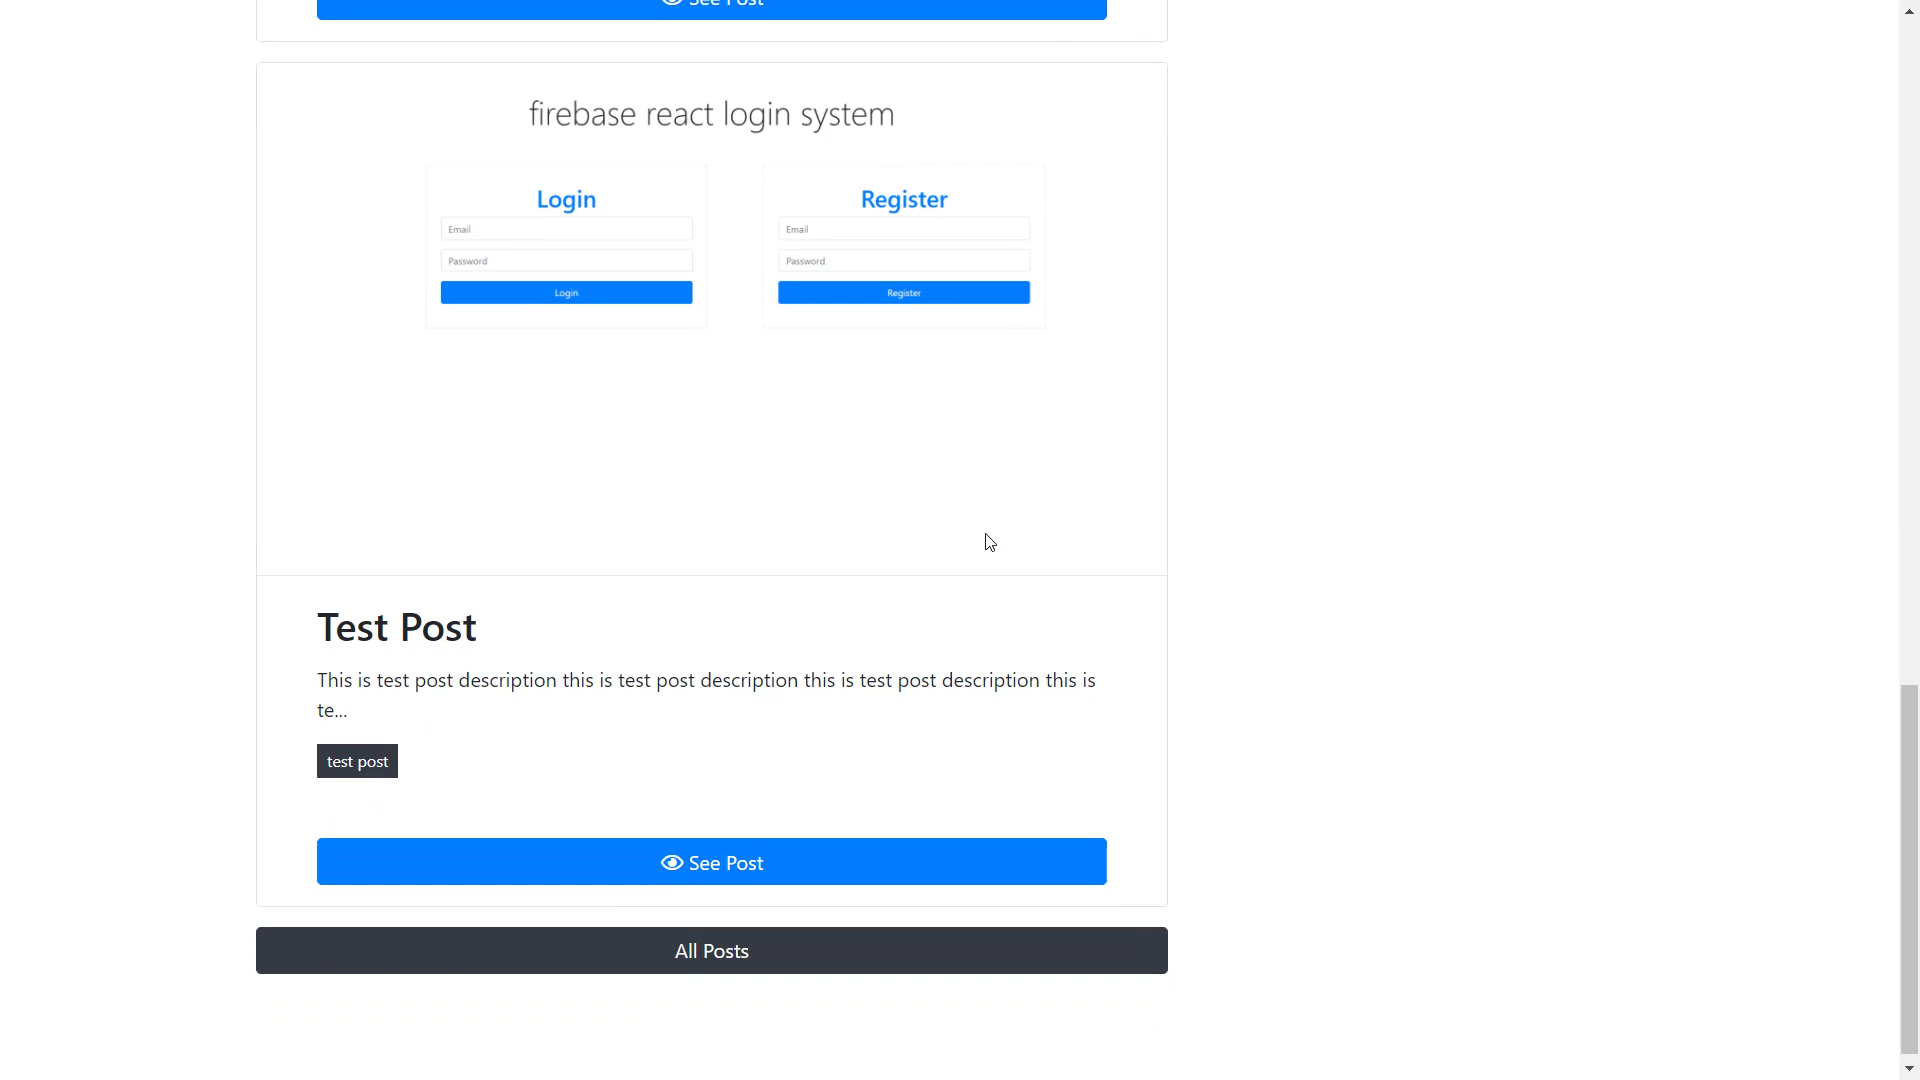 See Post
firebase react login system
Login
Register
Email
Email
Password
Password
Login
Register
Test Post
This is test post description this is test post description this is test post description this is
te...
test post
See Post
All Posts